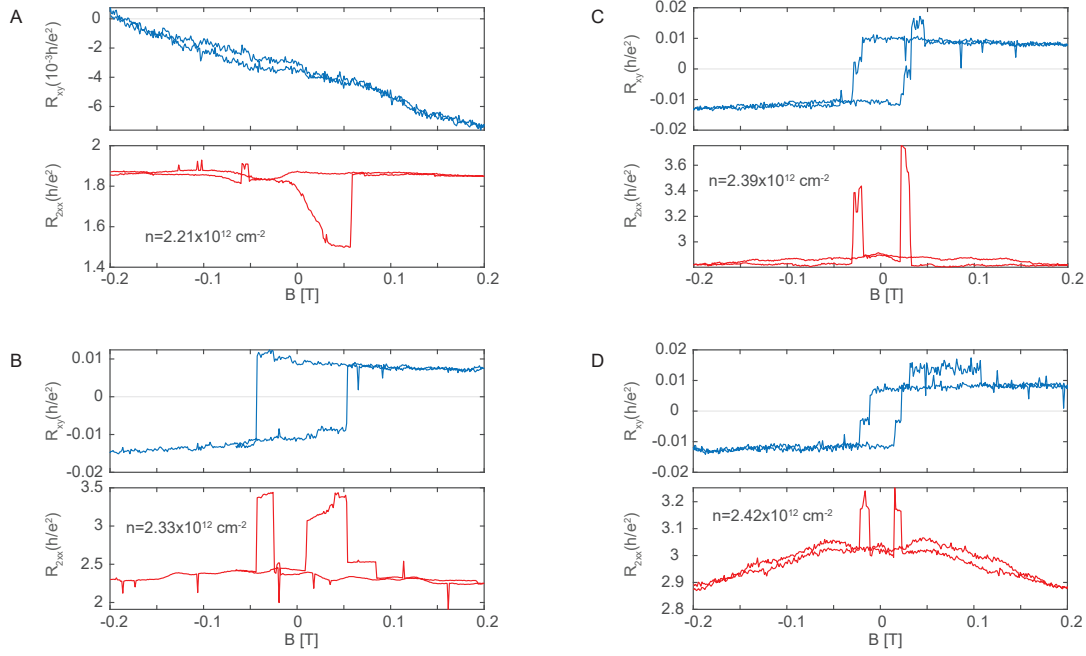 A
R_xy(10^-3 h/e^2)
0
-2
-4
-6
R_2xx(h/e^2)
2
1.8
1.6
1.4
n=2.21x10^12 cm^-2
-0.2 -0.1 0 0.1 0.2
B [T]
B
R_xy(h/e^2)
0.01
0
-0.01
-0.02
R_2xx(h/e^2)
3.5
3
2.5
2
n=2.33x10^12 cm^-2
-0.2 -0.1 0 0.1 0.2
B [T]
C
R_xy(h/e^2)
0.02
0.01
0
-0.01
-0.02
R_2xx(h/e^2)
3.6
3.4
3.2
3
n=2.39x10^12 cm^-2
-0.2 -0.1 0 0.1 0.2
B [T]
D
R_xy(h/e^2)
0.02
0.01
0
-0.01
-0.02
R_2xx(h/e^2)
3.2
3.1
3.0
2.9
2.8
n=2.42x10^12 cm^-2
-0.2 -0.1 0 0.1 0.2
B [T]